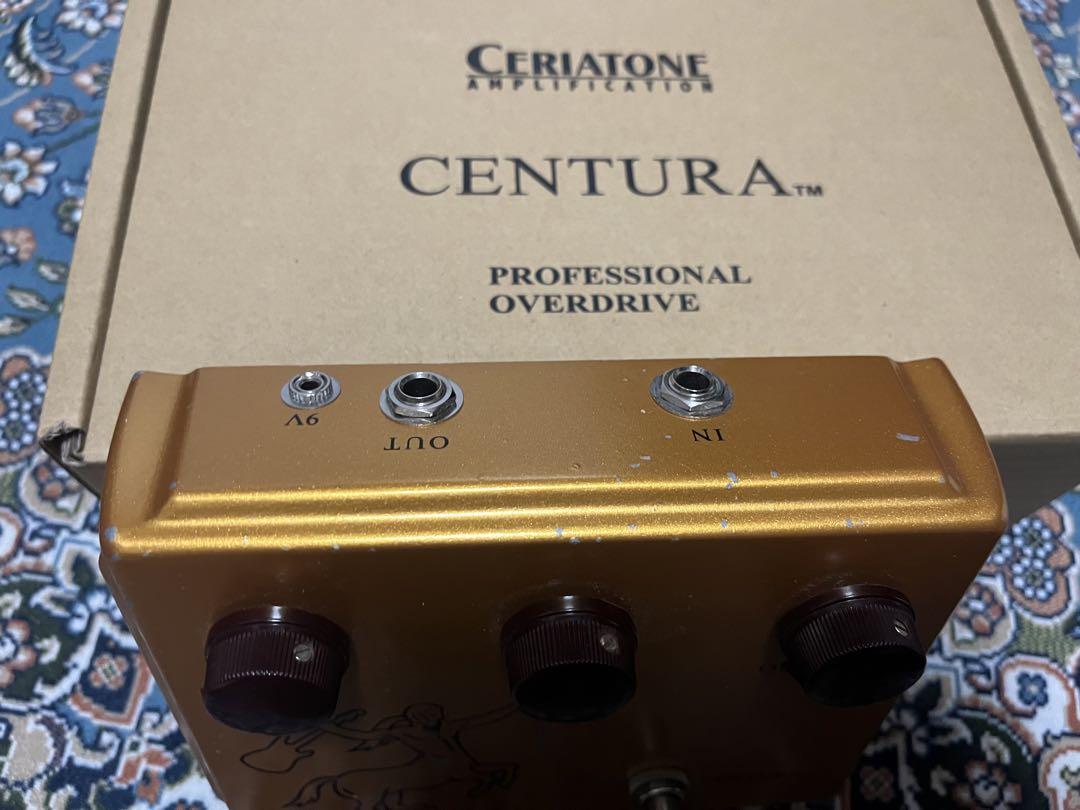 CERIATONE
AMPLIFICATION
CENTURA™
PROFESSIONAL
OVERDRIVE
9V
OUT
IN